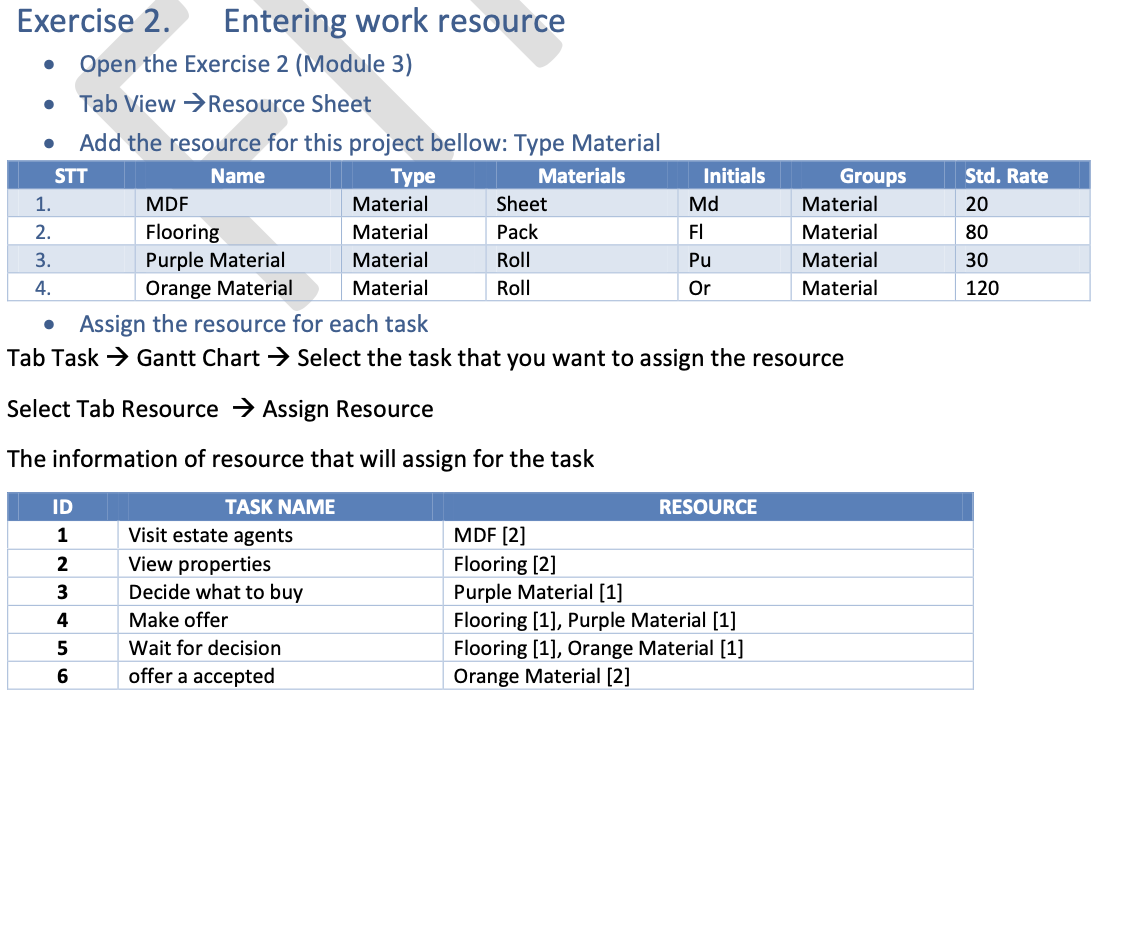 Exercise 2. Entering work resource
• Open the Exercise 2 (Module 3)
• Tab View →Resource Sheet
• Add the resource for this project bellow: Type Material
STT Name Type Materials Initials Groups Std. Rate
1. MDF Material Sheet Md Material 20
2. Flooring Material Pack Fl Material 80
3. Purple Material Material Roll Pu Material 30
4. Orange Material Material Roll Or Material 120
• Assign the resource for each task
Tab Task → Gantt Chart → Select the task that you want to assign the resource
Select Tab Resource → Assign Resource
The information of resource that will assign for the task
ID TASK NAME RESOURCE
1 Visit estate agents MDF [2]
2 View properties Flooring [2]
3 Decide what to buy Purple Material [1]
4 Make offer Flooring [1], Purple Material [1]
5 Wait for decision Flooring [1], Orange Material [1]
6 offer a accepted Orange Material [2]